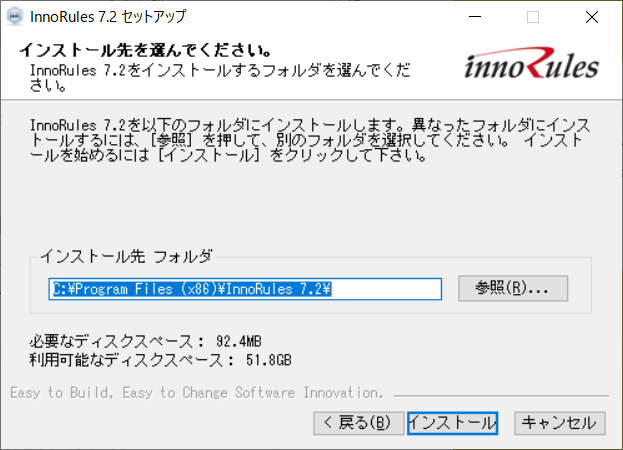 InnoRules 7.2 セットアップ
インストール先を選んでください。
InnoRules 7.2をインストールするフォルダを選んでくだ
さい。
innoRules
InnoRules 7.2を以下のフォルダにインストールします。異なったフォルダにインス
トールするには、[参照] を押して、別のフォルダを選択してください。 インスト
ールを始めるには [インストール] をクリックして下さい。
インストール先 フォルダ
C:¥Program Files (x86)¥InnoRules 7.2¥
参照(R)...
必要なディスクスペース: 92.4MB
利用可能なディスクスペース: 51.8GB
Easy to Build, Easy to Change Software Innovation.
< 戻る(B)
インストール
キャンセル